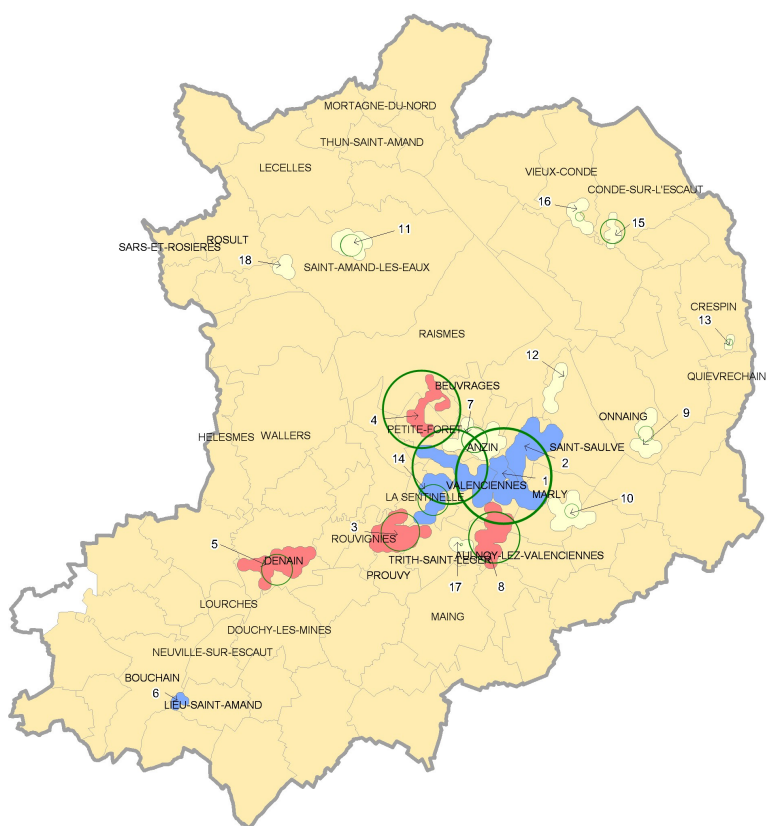 MORTAGNE-DU-NORD
THUN-SAINT-AMAND
LECELLES
VIEUX-CONDE
CONDE-SUR-L'ESCAUT
16
15
11
ROSULT
SARS-ET-ROSIERES
18
SAINT-AMAND-LES-EAUX
CRESPIN
13
RAISMES
12
QUIEVRECHAIN
BEUVRAGES
7
4
ONNAING
9
PETITE-FORET
HELESMES
WALLERS
ANZIN
SAINT-SAULVE
14
2
1
VALENCIENNES
MARLY
LA SENTINELLE
10
3
ROUVIGNIES
5
DENAIN
TRITH-SAINT-LEGER
AULNOY-LEZ-VALENCIENNES
PROUVY
17
8
LOURCHES
MAING
DOUCHY-LES-MINES
NEUVILLE-SUR-ESCAUT
BOUCHAIN
6
LIEU-SAINT-AMAND